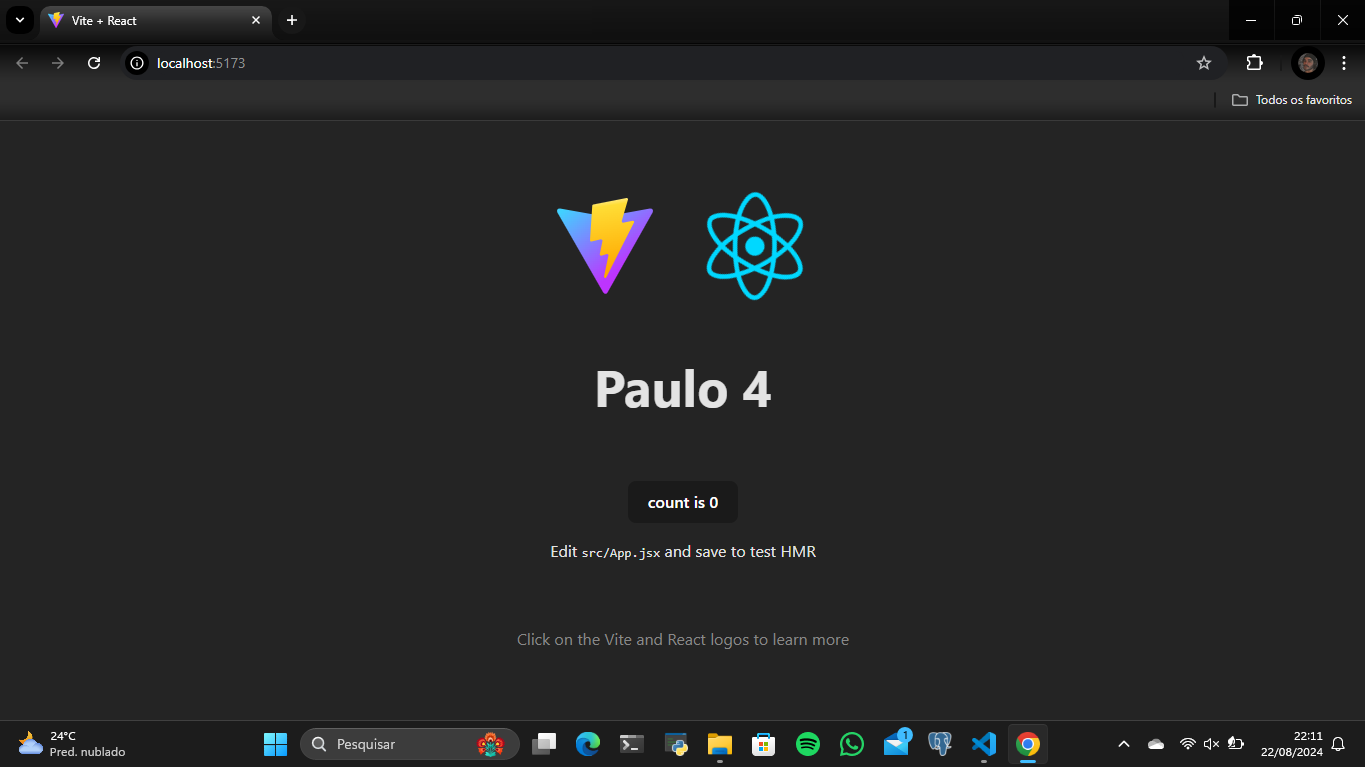 Vite + React
localhost:5173
Todos os favoritos
Paulo 4
count is 0
Edit src/App.jsx and save to test HMR
Click on the Vite and React logos to learn more
24°C
Pred. nublado
Pesquisar
1
22:11
22/08/2024